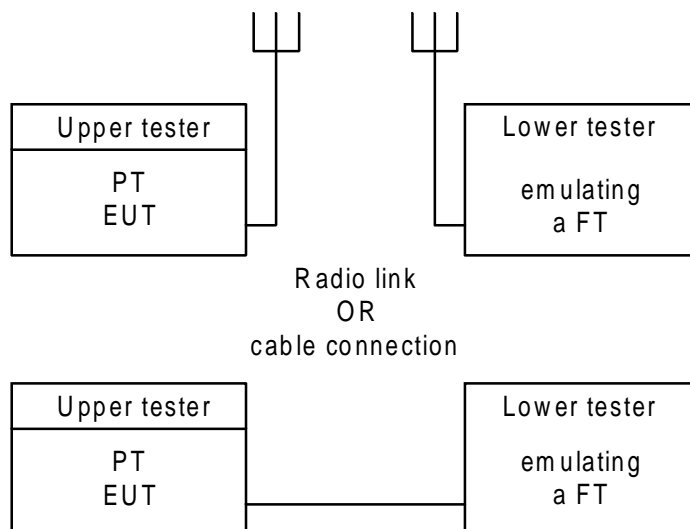 Upper tester
PT
EUT
Lower tester
emulating
a FT
Radio link
OR
cable connection
Upper tester
PT
EUT
Lower tester
emulating
a FT